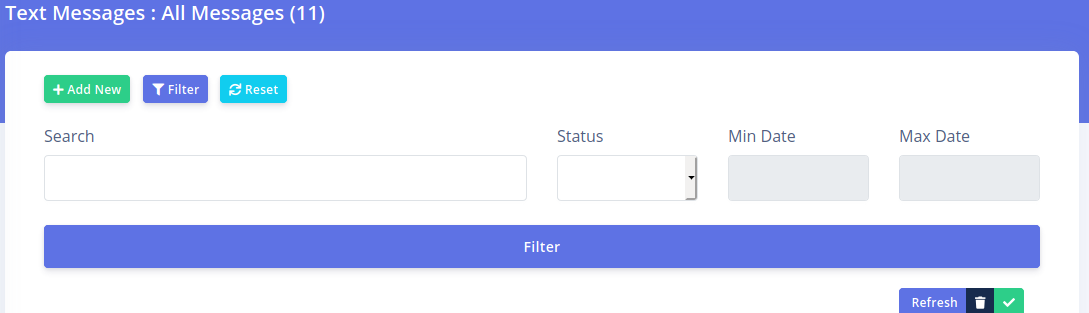 Text Messages : All Messages (11)
Add New Filter Reset
Search Status Min Date Max Date
Filter
Refresh